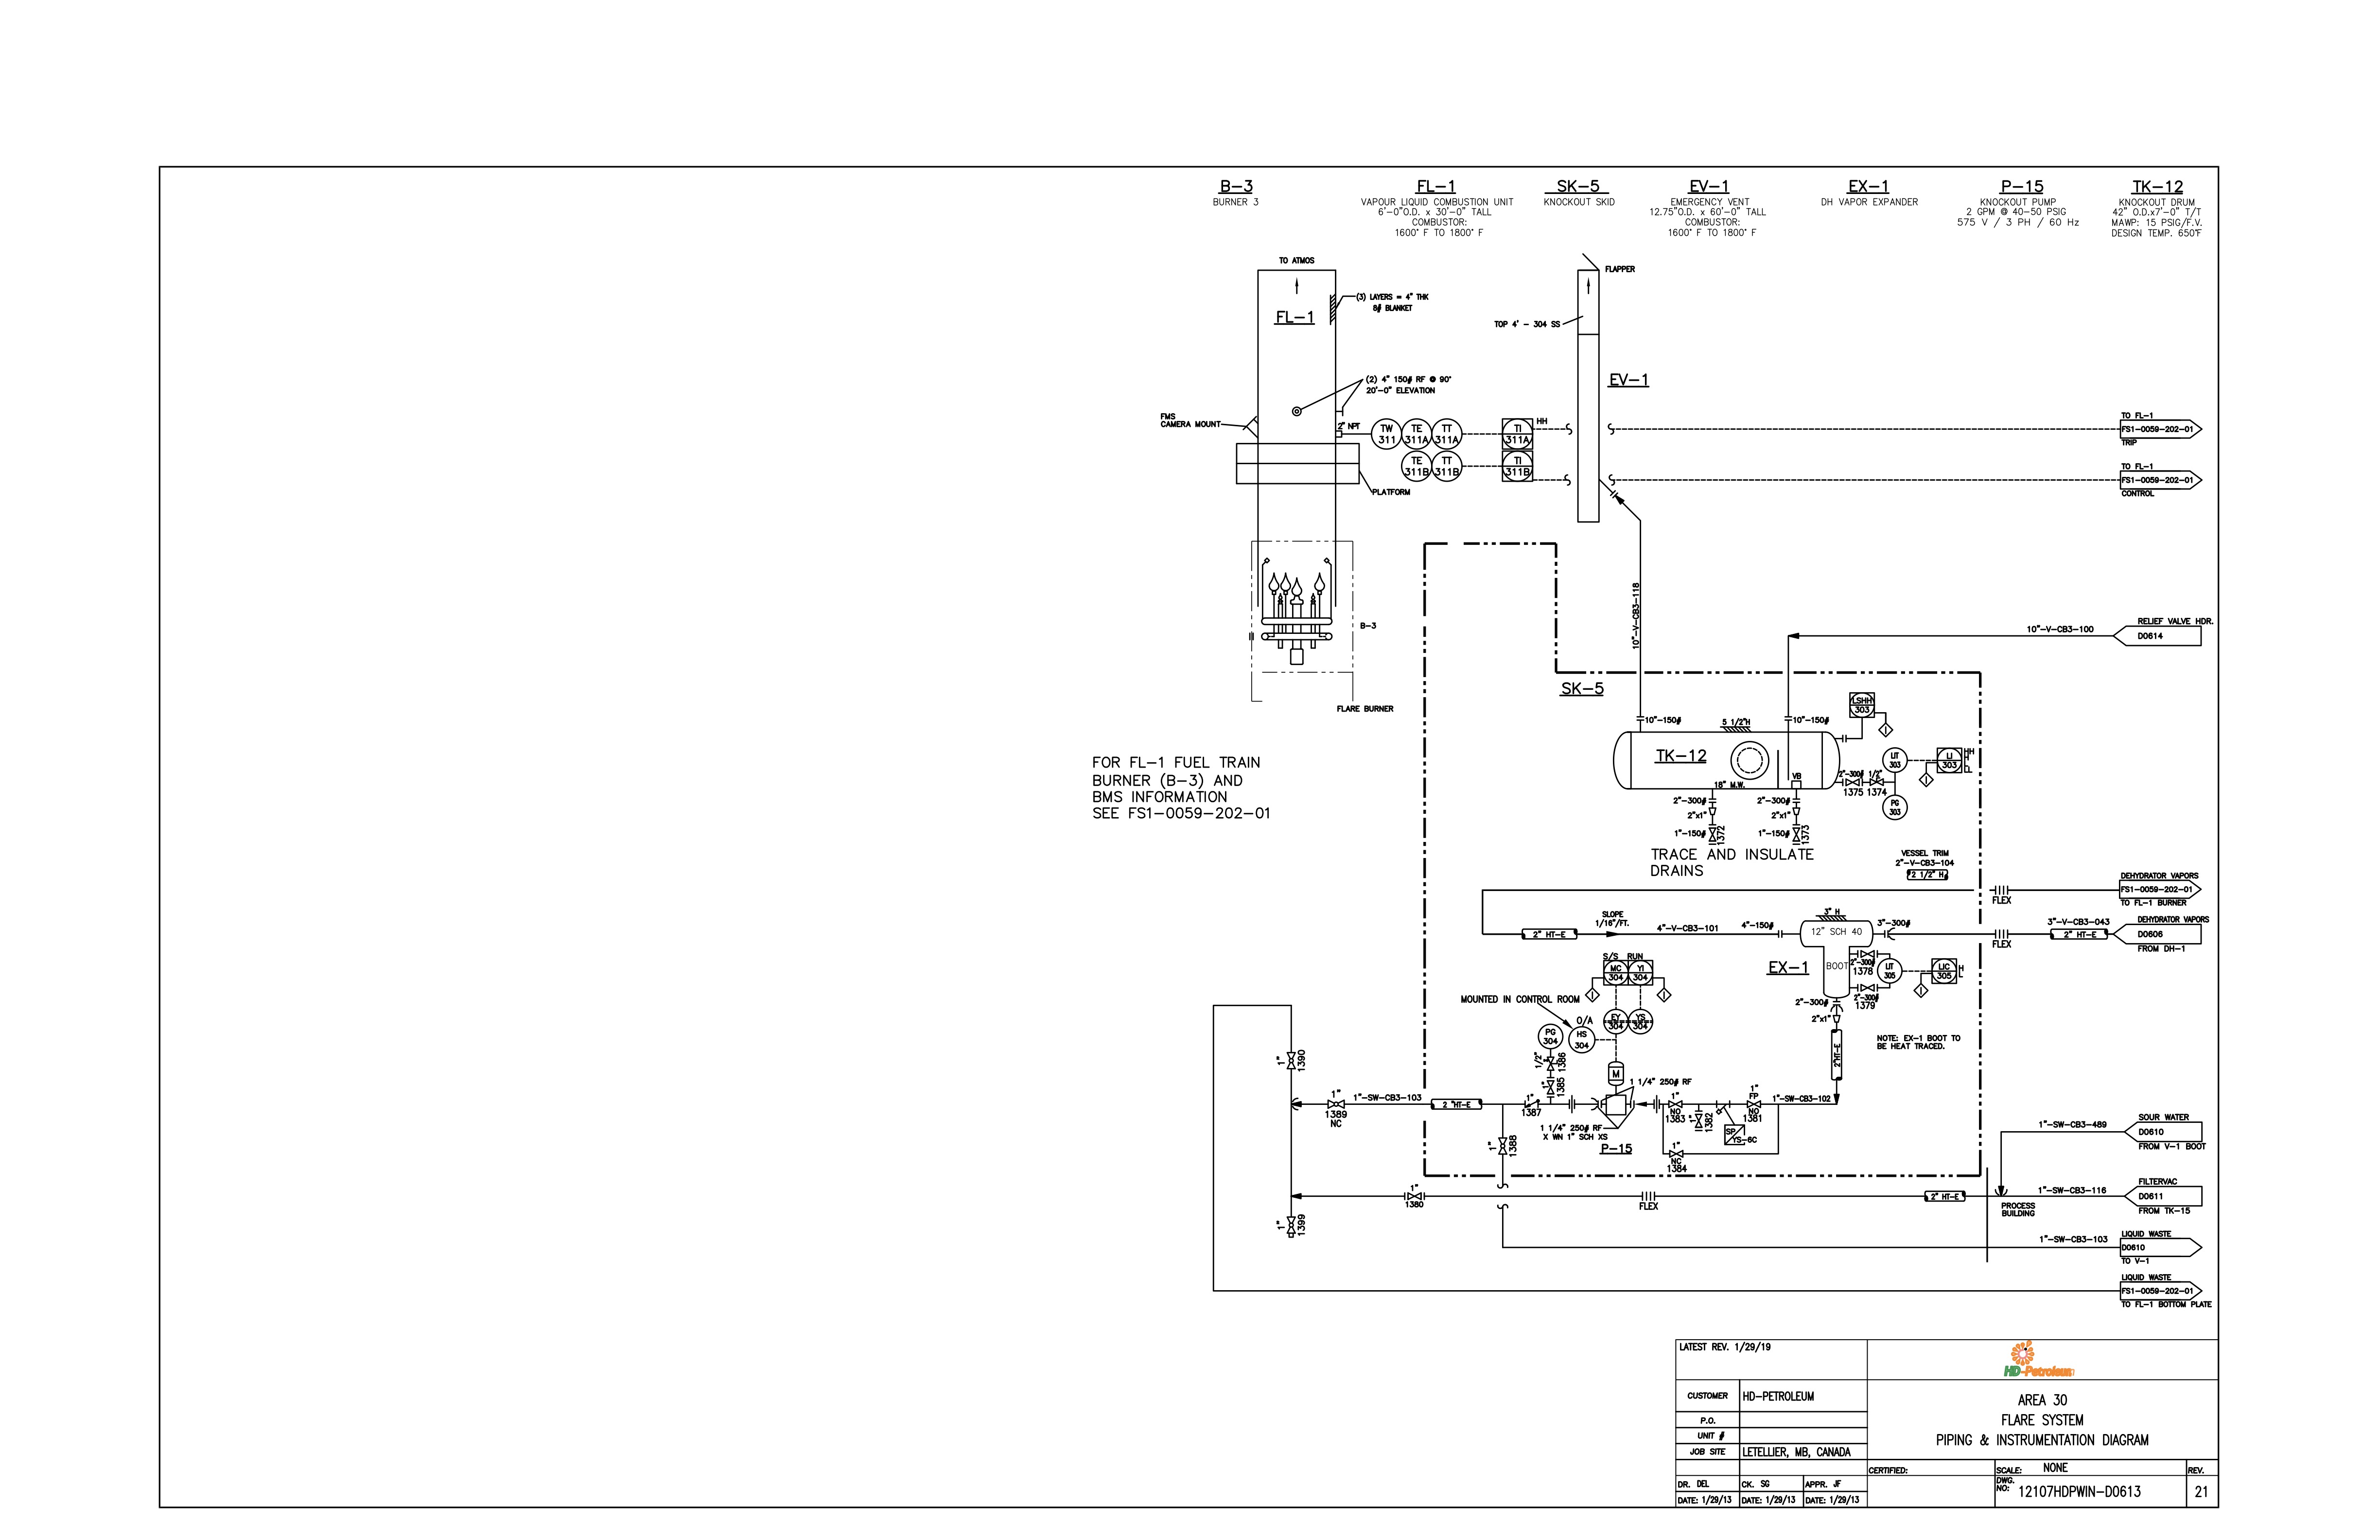 B-3
BURNER 3
FL-1
VAPOUR LIQUID COMBUSTION UNIT
6'-0"O.D. x 30'-0" TALL
COMBUSTOR:
1600° F TO 1800° F
SK-5
KNOCKOUT SKID
EV-1
EMERGENCY VENT
12.75"O.D. x 60'-0" TALL
COMBUSTOR:
1600° F TO 1800° F
EX-1
DH VAPOR EXPANDER
P-15
KNOCKOUT PUMP
2 GPM @ 40-50 PSIG
575 V / 3 PH / 60 Hz
TK-12
KNOCKOUT DRUM
42" O.D.x7'-0" T/T
MAWP: 15 PSIG/F.V.
DESIGN TEMP. 650°F
TO ATMOS
FL-1
(3) LAYERS = 4" THK
8# BLANKET
FLAPPER
TOP 4' - 304 SS
EV-1
(2) 4" 150# RF @ 90°
20'-0" ELEVATION
FMS
CAMERA MOUNT
2" NPT
TW
311
TE
311A
TT
311A
TI
311A
HH
TE
311B
TT
311B
TI
311B
PLATFORM
TO FL-1
FS1-0059-202-01
TRIP
TO FL-1
FS1-0059-202-01
CONTROL
B-3
FLARE BURNER
10"-V-CB3-118
10"-V-CB3-100
RELIEF VALVE HDR.
D0614
SK-5
10"-150#
5 1/2"H
10"-150#
LSHH
303
I
TK-12
18" M.W.
VB
LIT
303
LI
303
HH
H
L
I
2"-300#
1/2"
1375
1374
PG
303
2"-300#
2"x1"
1"-150#
1372
2"-300#
2"x1"
1"-150#
1373
TRACE AND INSULATE
DRAINS
FOR FL-1 FUEL TRAIN
BURNER (B-3) AND
BMS INFORMATION
SEE FS1-0059-202-01
VESSEL TRIM
2"-V-CB3-104
2 1/2" H
FLEX
DEHYDRATOR VAPORS
FS1-0059-202-01
TO FL-1 BURNER
2" HT-E
SLOPE
1/16"/FT.
4"-V-CB3-101
4"-150#
3" H
12" SCH 40
3"-300#
FLEX
3"-V-CB3-043
2" HT-E
DEHYDRATOR VAPORS
D0606
FROM DH-1
EX-1
BOOT
2"-300#
1378
LIT
305
LIC
305
H
L
I
2"-300#
1379
2"-300#
2"x1"
2"HT-E
NOTE: EX-1 BOOT TO
BE HEAT TRACED.
S/S
RUN
MC
304
YI
304
I
I
MOUNTED IN CONTROL ROOM
O/A
HS
304
EY
304
YS
304
PG
304
1/2"
1386
1"
1385
M
1 1/4" 250# RF
1"
1390
1"
1389
NC
1"-SW-CB3-103
2 "HT-E
1"
1387
1 1/4" 250# RF
X WN 1" SCH XS
P-15
1"
NO
1383
1"
1382
1"
FP
NO
1381
SP
YS-6C
1"-SW-CB3-102
1"
NC
1384
1"
1388
1"
1399
1"
1380
FLEX
2" HT-E
PROCESS
BUILDING
1"-SW-CB3-489
SOUR WATER
D0610
FROM V-1 BOOT
1"-SW-CB3-116
FILTERVAC
D0611
FROM TK-15
1"-SW-CB3-103
LIQUID WASTE
D0610
TO V-1
LIQUID WASTE
FS1-0059-202-01
TO FL-1 BOTTOM PLATE
LATEST REV. 1/29/19
HD-Petroleum
CUSTOMER
HD-PETROLEUM
P.O.
UNIT #
JOB SITE
LETELLIER, MB, CANADA
AREA 30
FLARE SYSTEM
PIPING & INSTRUMENTATION DIAGRAM
DR. DEL
CK. SG
APPR. JF
DATE: 1/29/13
DATE: 1/29/13
DATE: 1/29/13
CERTIFIED:
SCALE: NONE
REV.
DWG.
NO: 12107HDPWIN-D0613
21